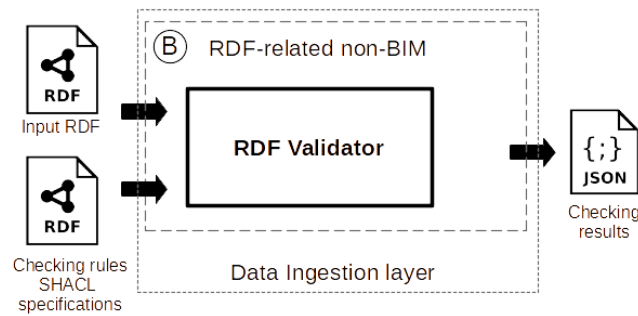 B
RDF-related non-BIM
RDF
Input RDF
RDF Validator
RDF
Checking rules
SHACL
specifications
{;}
JSON
Checking
results
Data Ingestion layer